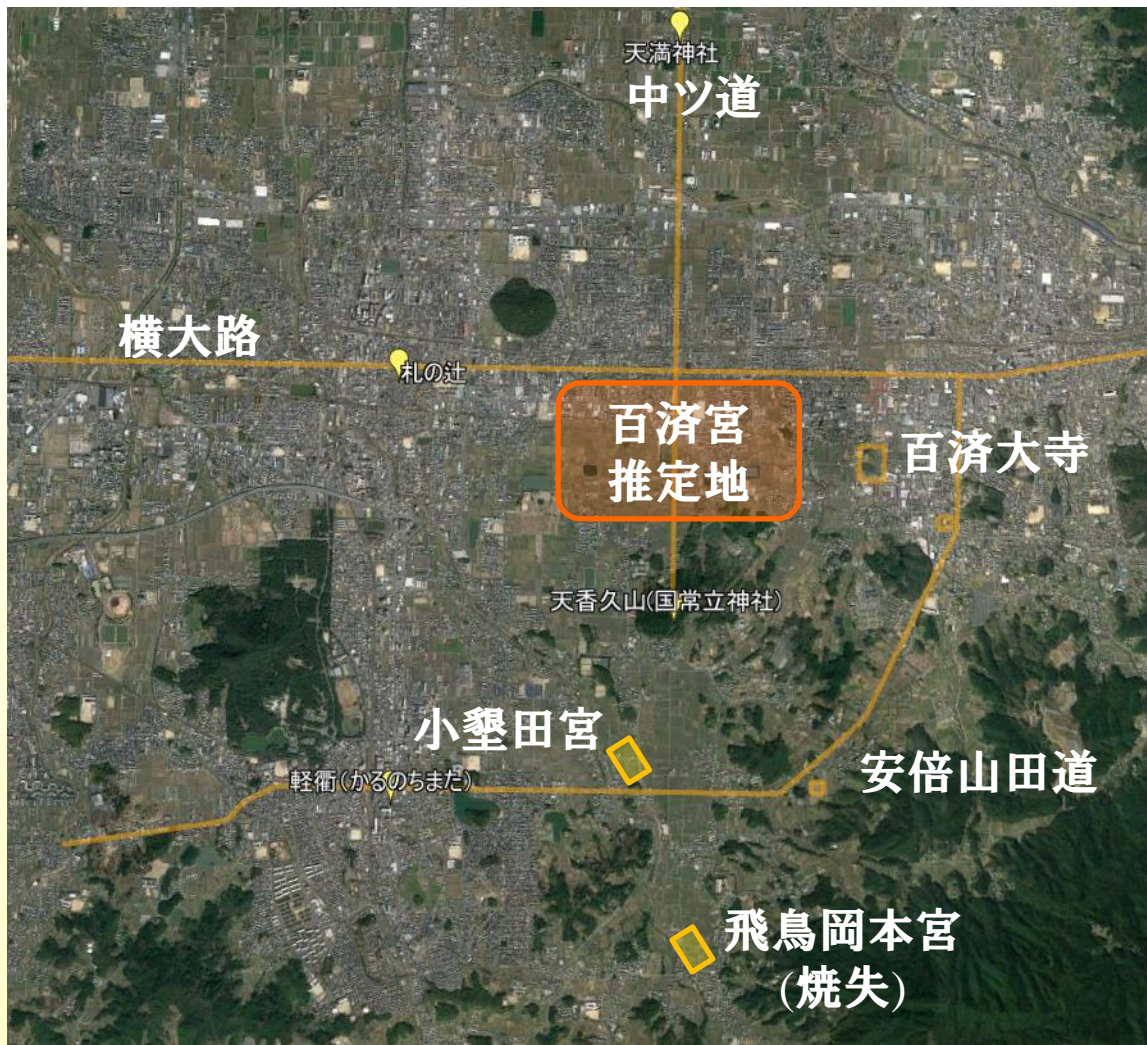 天満神社
中ツ道
横大路
札の辻
百済宮
推定地
百済大寺
天香久山(国常立神社)
小墾田宮
軽衢(かるのちまた)
安倍山田道
飛鳥岡本宮
(焼失)